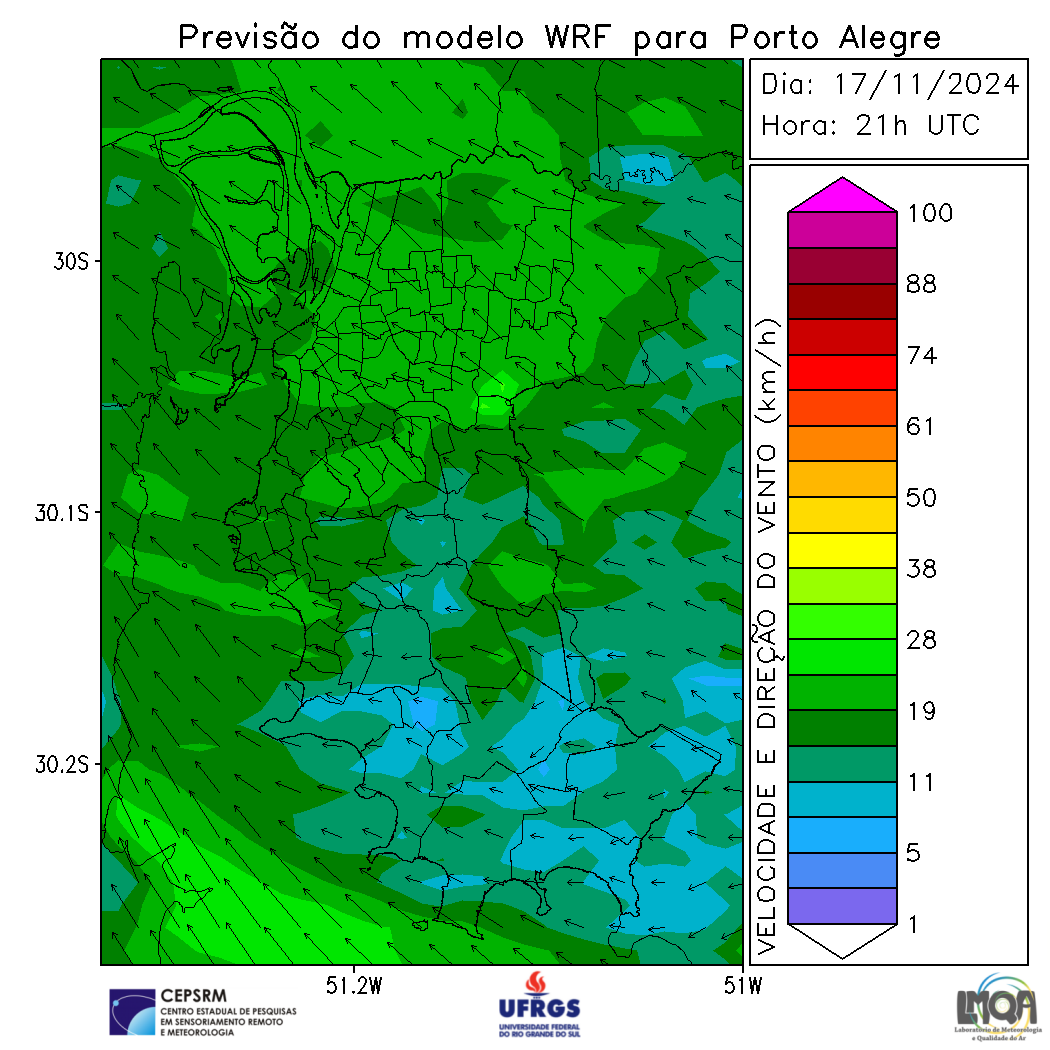 Previsão do modelo WRF para Porto Alegre
Dia: 17/11/2024
Hora: 21h UTC
30S
30.1S
30.2S
51.2W
51W
VELOCIDADE E DIREÇÃO DO VENTO (km/h)
100
88
74
61
50
38
28
19
11
5
1
CEPSRM
CENTRO ESTADUAL DE PESQUISAS
EM SENSORIAMENTO REMOTO
E METEOROLOGIA
UFRGS
UNIVERSIDADE FEDERAL
DO RIO GRANDE DO SUL
LMQA
Laboratório de Meteorologia
e Qualidade do Ar